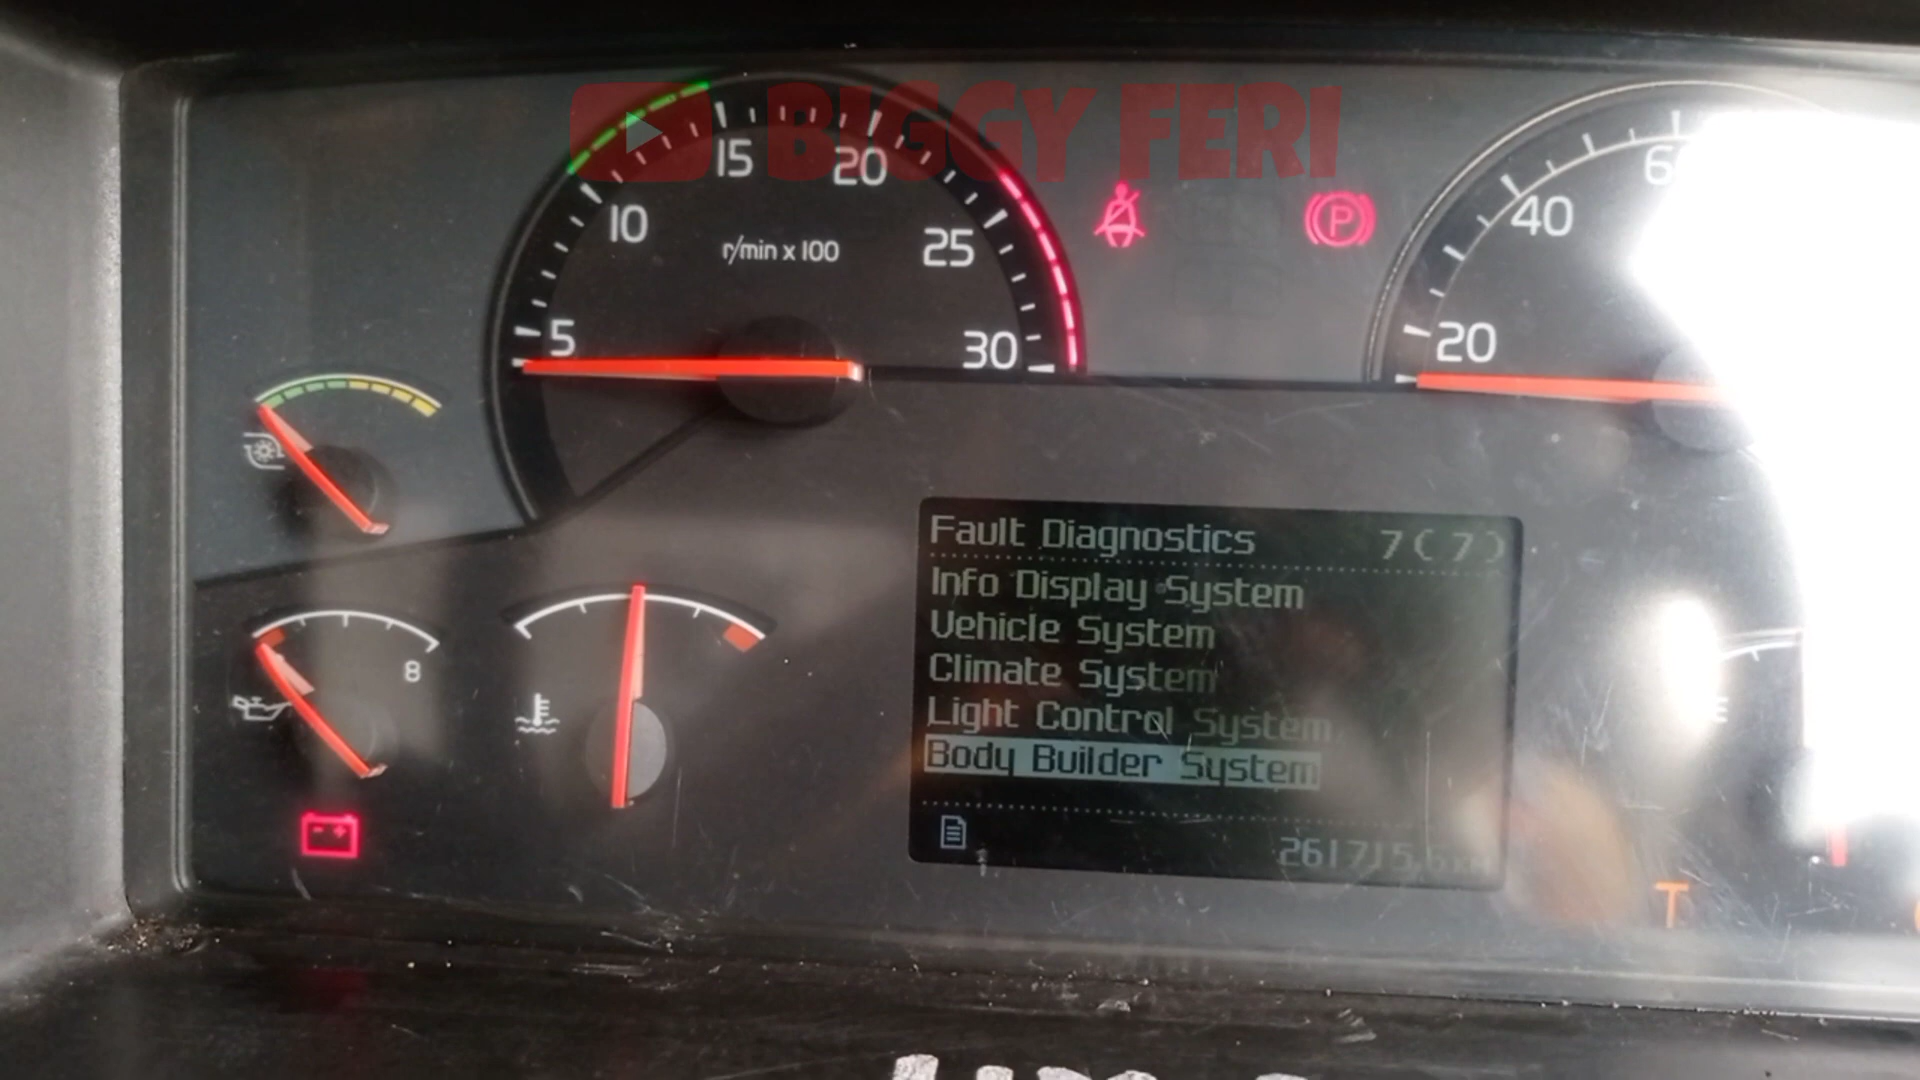 BIGGY FERI
5
10
15
20
25
30
r/min x 100
P
20
40
8
Fault Diagnostics 7(7)
Info Display System
Vehicle System
Climate System
Light Control System
Body Builder System
T